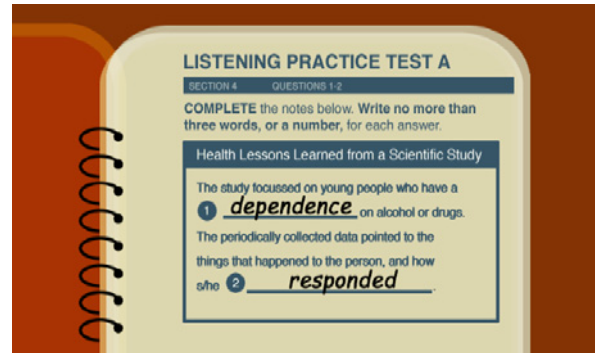 LISTENING PRACTICE TEST A
SECTION 4 QUESTIONS 1-2
COMPLETE the notes below. Write no more than
three words, or a number, for each answer.
Health Lessons Learned from a Scientific Study
The study focussed on young people who have a
1 dependence on alcohol or drugs.
The periodically collected data pointed to the
things that happened to the person, and how
s/he 2 responded.